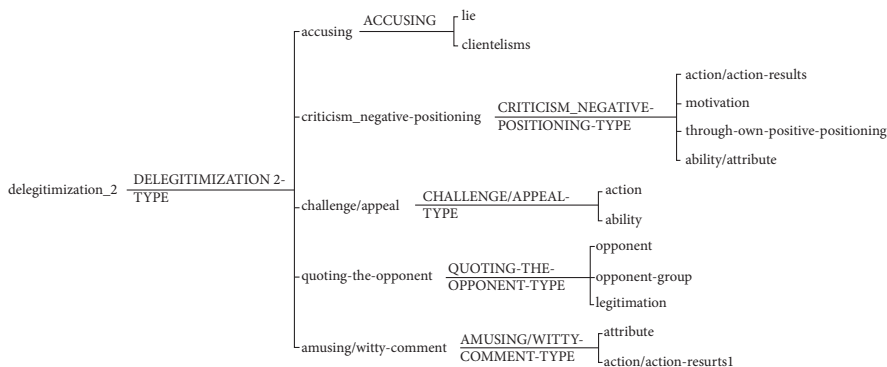 delegitimization_2
DELEGITIMIZATION 2-
TYPE
accusing
ACCUSING
lie
clientelisms
criticism_negative-positioning
CRITICISM_NEGATIVE-
POSITIONING-TYPE
action/action-results
motivation
through-own-positive-positioning
ability/attribute
challenge/appeal
CHALLENGE/APPEAL-
TYPE
action
ability
quoting-the-opponent
QUOTING-THE-
OPPONENT-TYPE
opponent
opponent-group
legitimation
amusing/witty-comment
AMUSING/WITTY-
COMMENT-TYPE
attribute
action/action-resurts1